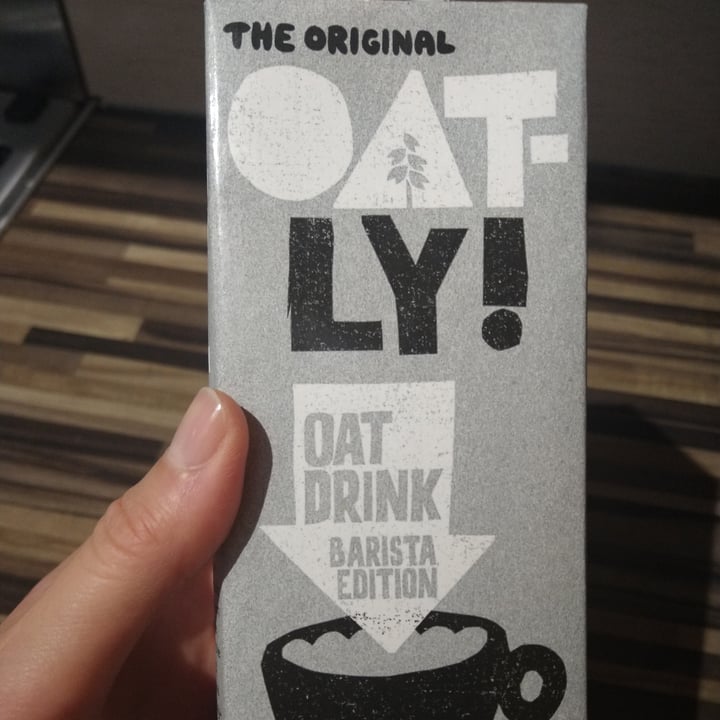 THE ORIGINAL
OAT-
LY!
OAT
DRINK
BARISTA
EDITION